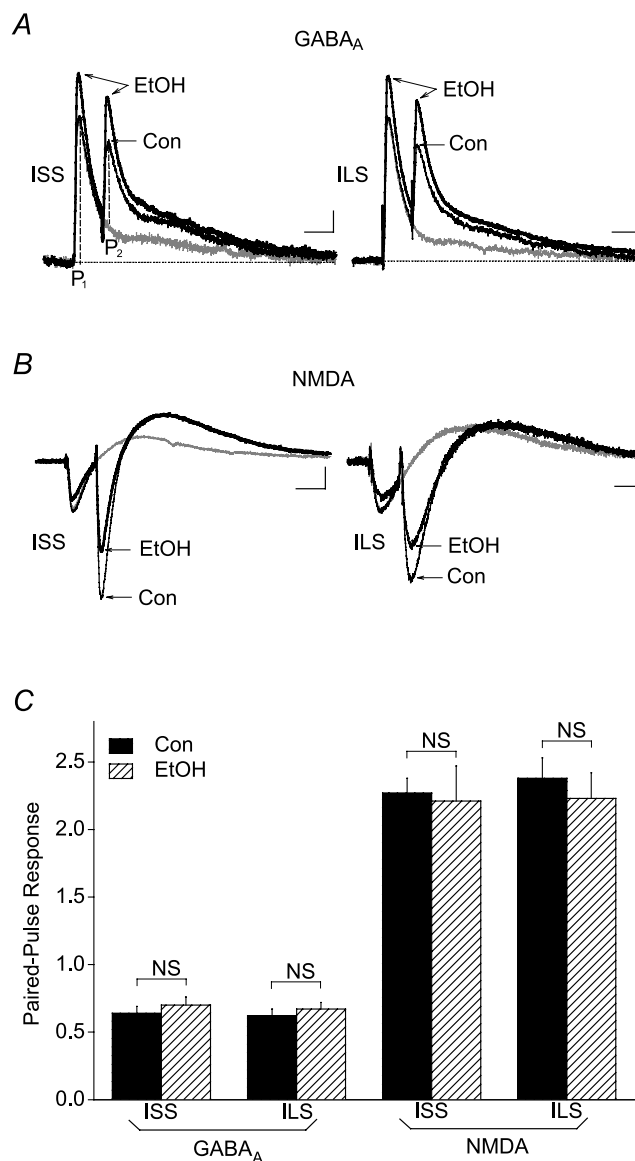 A
GABAA
EtOH
Con
ISS
P1
P2
EtOH
Con
ILS
B
NMDA
ISS
EtOH
Con
ILS
EtOH
Con
C
Con
EtOH
NS
NS
NS
NS
Paired-Pulse Response
2.5
2.0
1.5
1.0
0.5
0.0
ISS
ILS
ISS
ILS
GABAA
NMDA